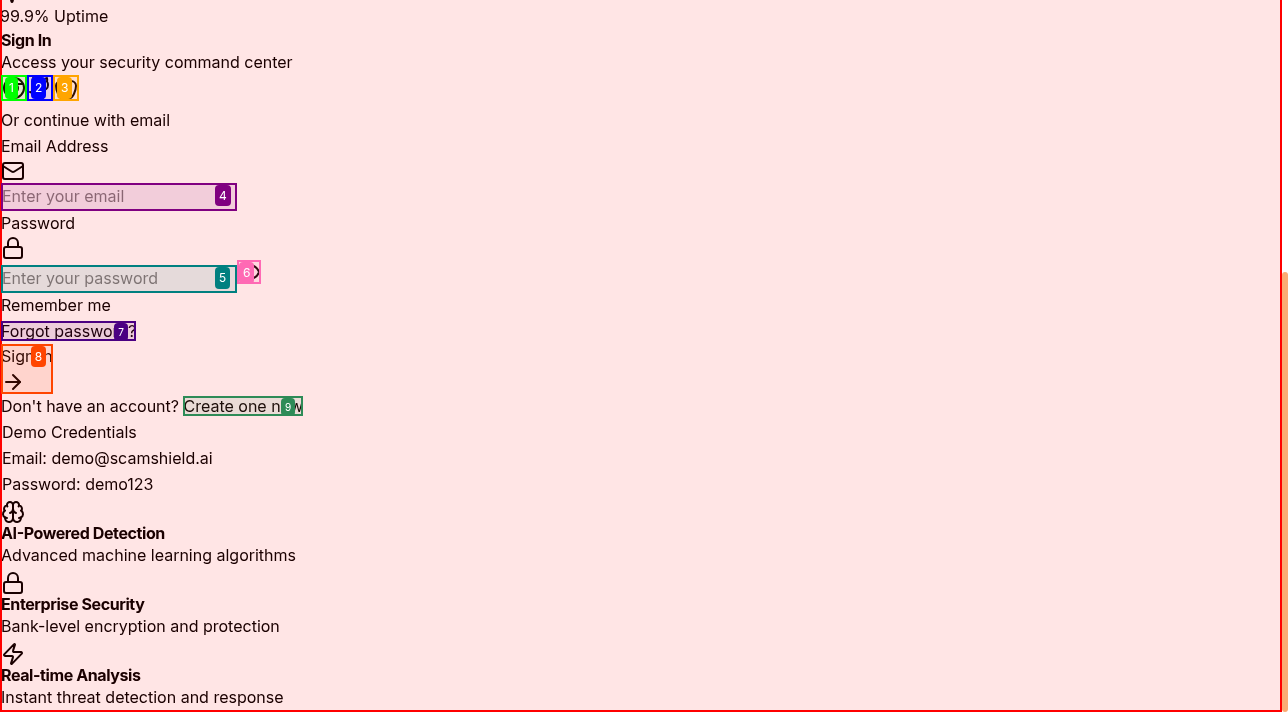 99.9% Uptime
Sign In
Access your security command center
1 2 3
Or continue with email
Email Address
Enter your email 4
Password
Enter your password 5 6
Remember me
Forgot password? 7
Sign In 8
Don't have an account? Create one now 9
Demo Credentials
Email: demo@scamshield.ai
Password: demo123
AI-Powered Detection
Advanced machine learning algorithms
Enterprise Security
Bank-level encryption and protection
Real-time Analysis
Instant threat detection and response